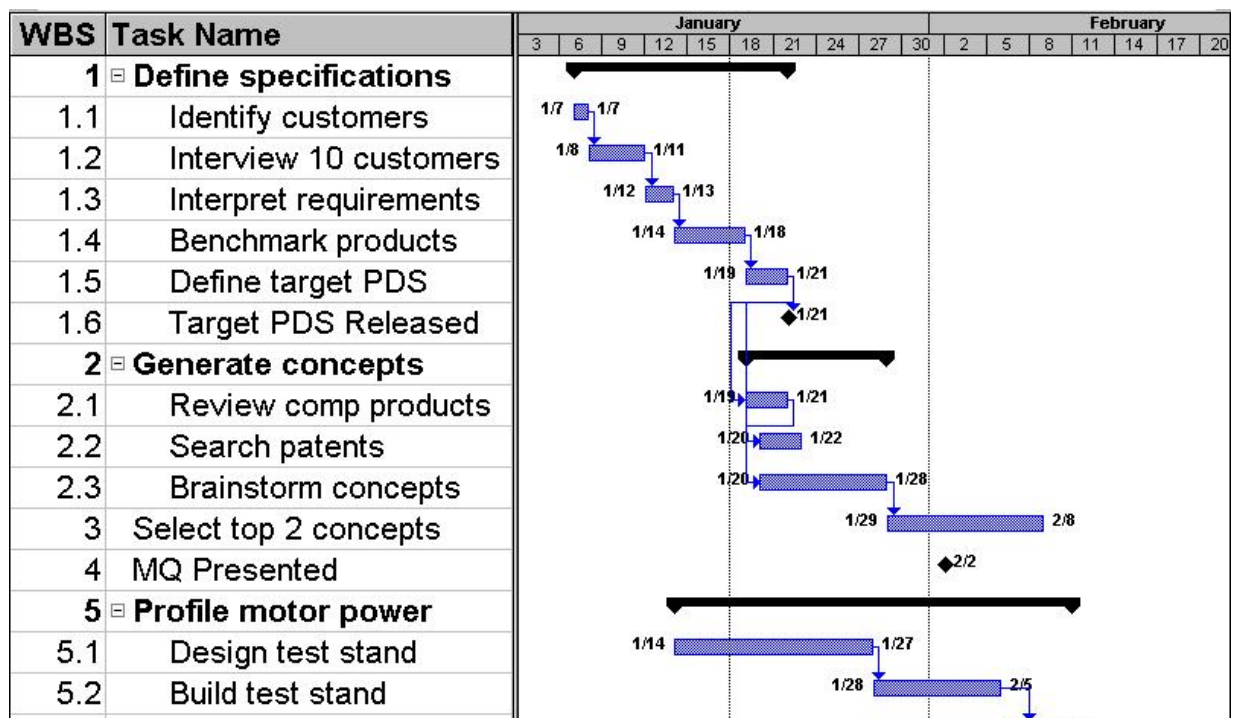 WBS Task Name January February
3 6 9 12 15 18 21 24 27 30 2 5 8 11 14 17 20
1 Define specifications
1.1 Identify customers 1/7 1/7
1.2 Interview 10 customers 1/8 1/11
1.3 Interpret requirements 1/12 1/13
1.4 Benchmark products 1/14 1/18
1.5 Define target PDS 1/19 1/21
1.6 Target PDS Released 1/21
2 Generate concepts
2.1 Review comp products 1/19 1/21
2.2 Search patents 1/20 1/22
2.3 Brainstorm concepts 1/20 1/28
3 Select top 2 concepts 1/29 2/8
4 MQ Presented 2/2
5 Profile motor power
5.1 Design test stand 1/14 1/27
5.2 Build test stand 1/28 2/5